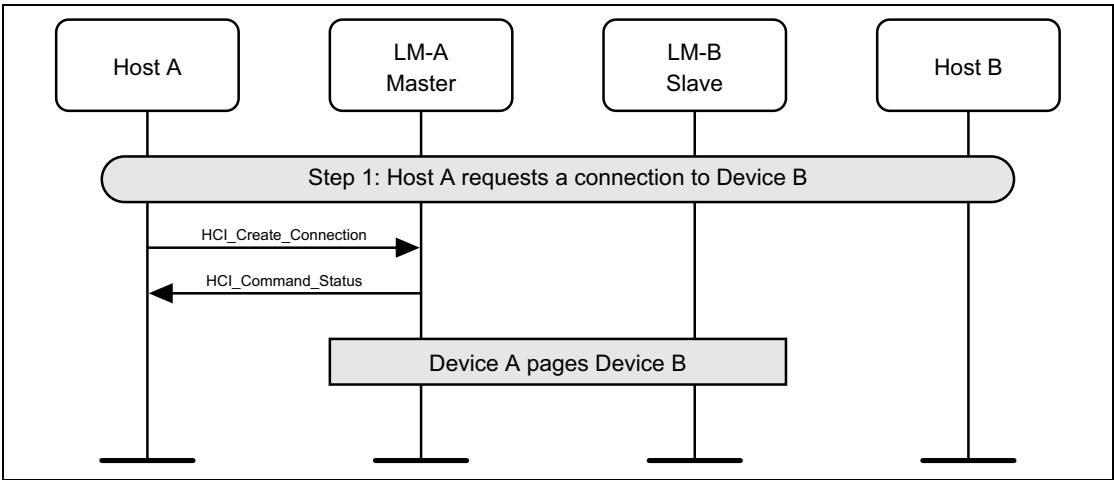 Host A
LM-A
Master
LM-B
Slave
Host B
Step 1: Host A requests a connection to Device B
HCI_Create_Connection
HCI_Command_Status
Device A pages Device B